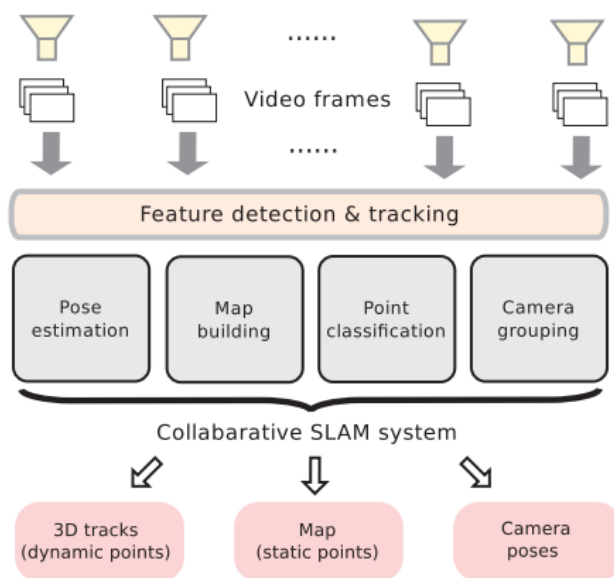 ......
Video frames
......
Feature detection & tracking
Pose
estimation
Map
building
Point
classification
Camera
grouping
Collabarative SLAM system
3D tracks
(dynamic points)
Map
(static points)
Camera
poses